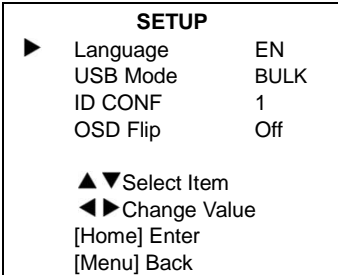 SETUP
▶ Language EN
USB Mode BULK
ID CONF 1
OSD Flip Off
▲▼Select Item
◀▶Change Value
[Home] Enter
[Menu] Back